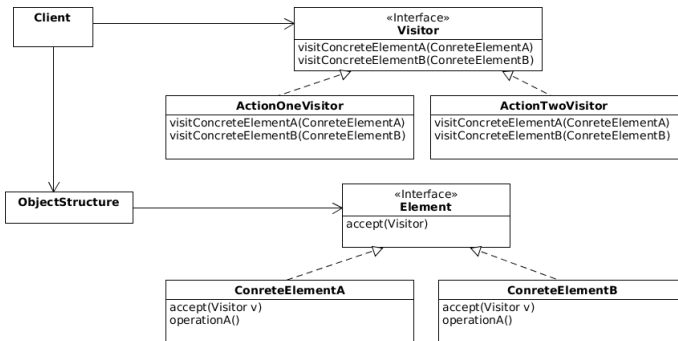 Client
«Interface»
Visitor
visitConcreteElementA(ConreteElementA)
visitConcreteElementB(ConreteElementB)
ActionOneVisitor
visitConcreteElementA(ConreteElementA)
visitConcreteElementB(ConreteElementB)
ActionTwoVisitor
visitConcreteElementA(ConreteElementA)
visitConcreteElementB(ConreteElementB)
ObjectStructure
«Interface»
Element
accept(Visitor)
ConreteElementA
accept(Visitor v)
operationA()
ConreteElementB
accept(Visitor v)
operationA()